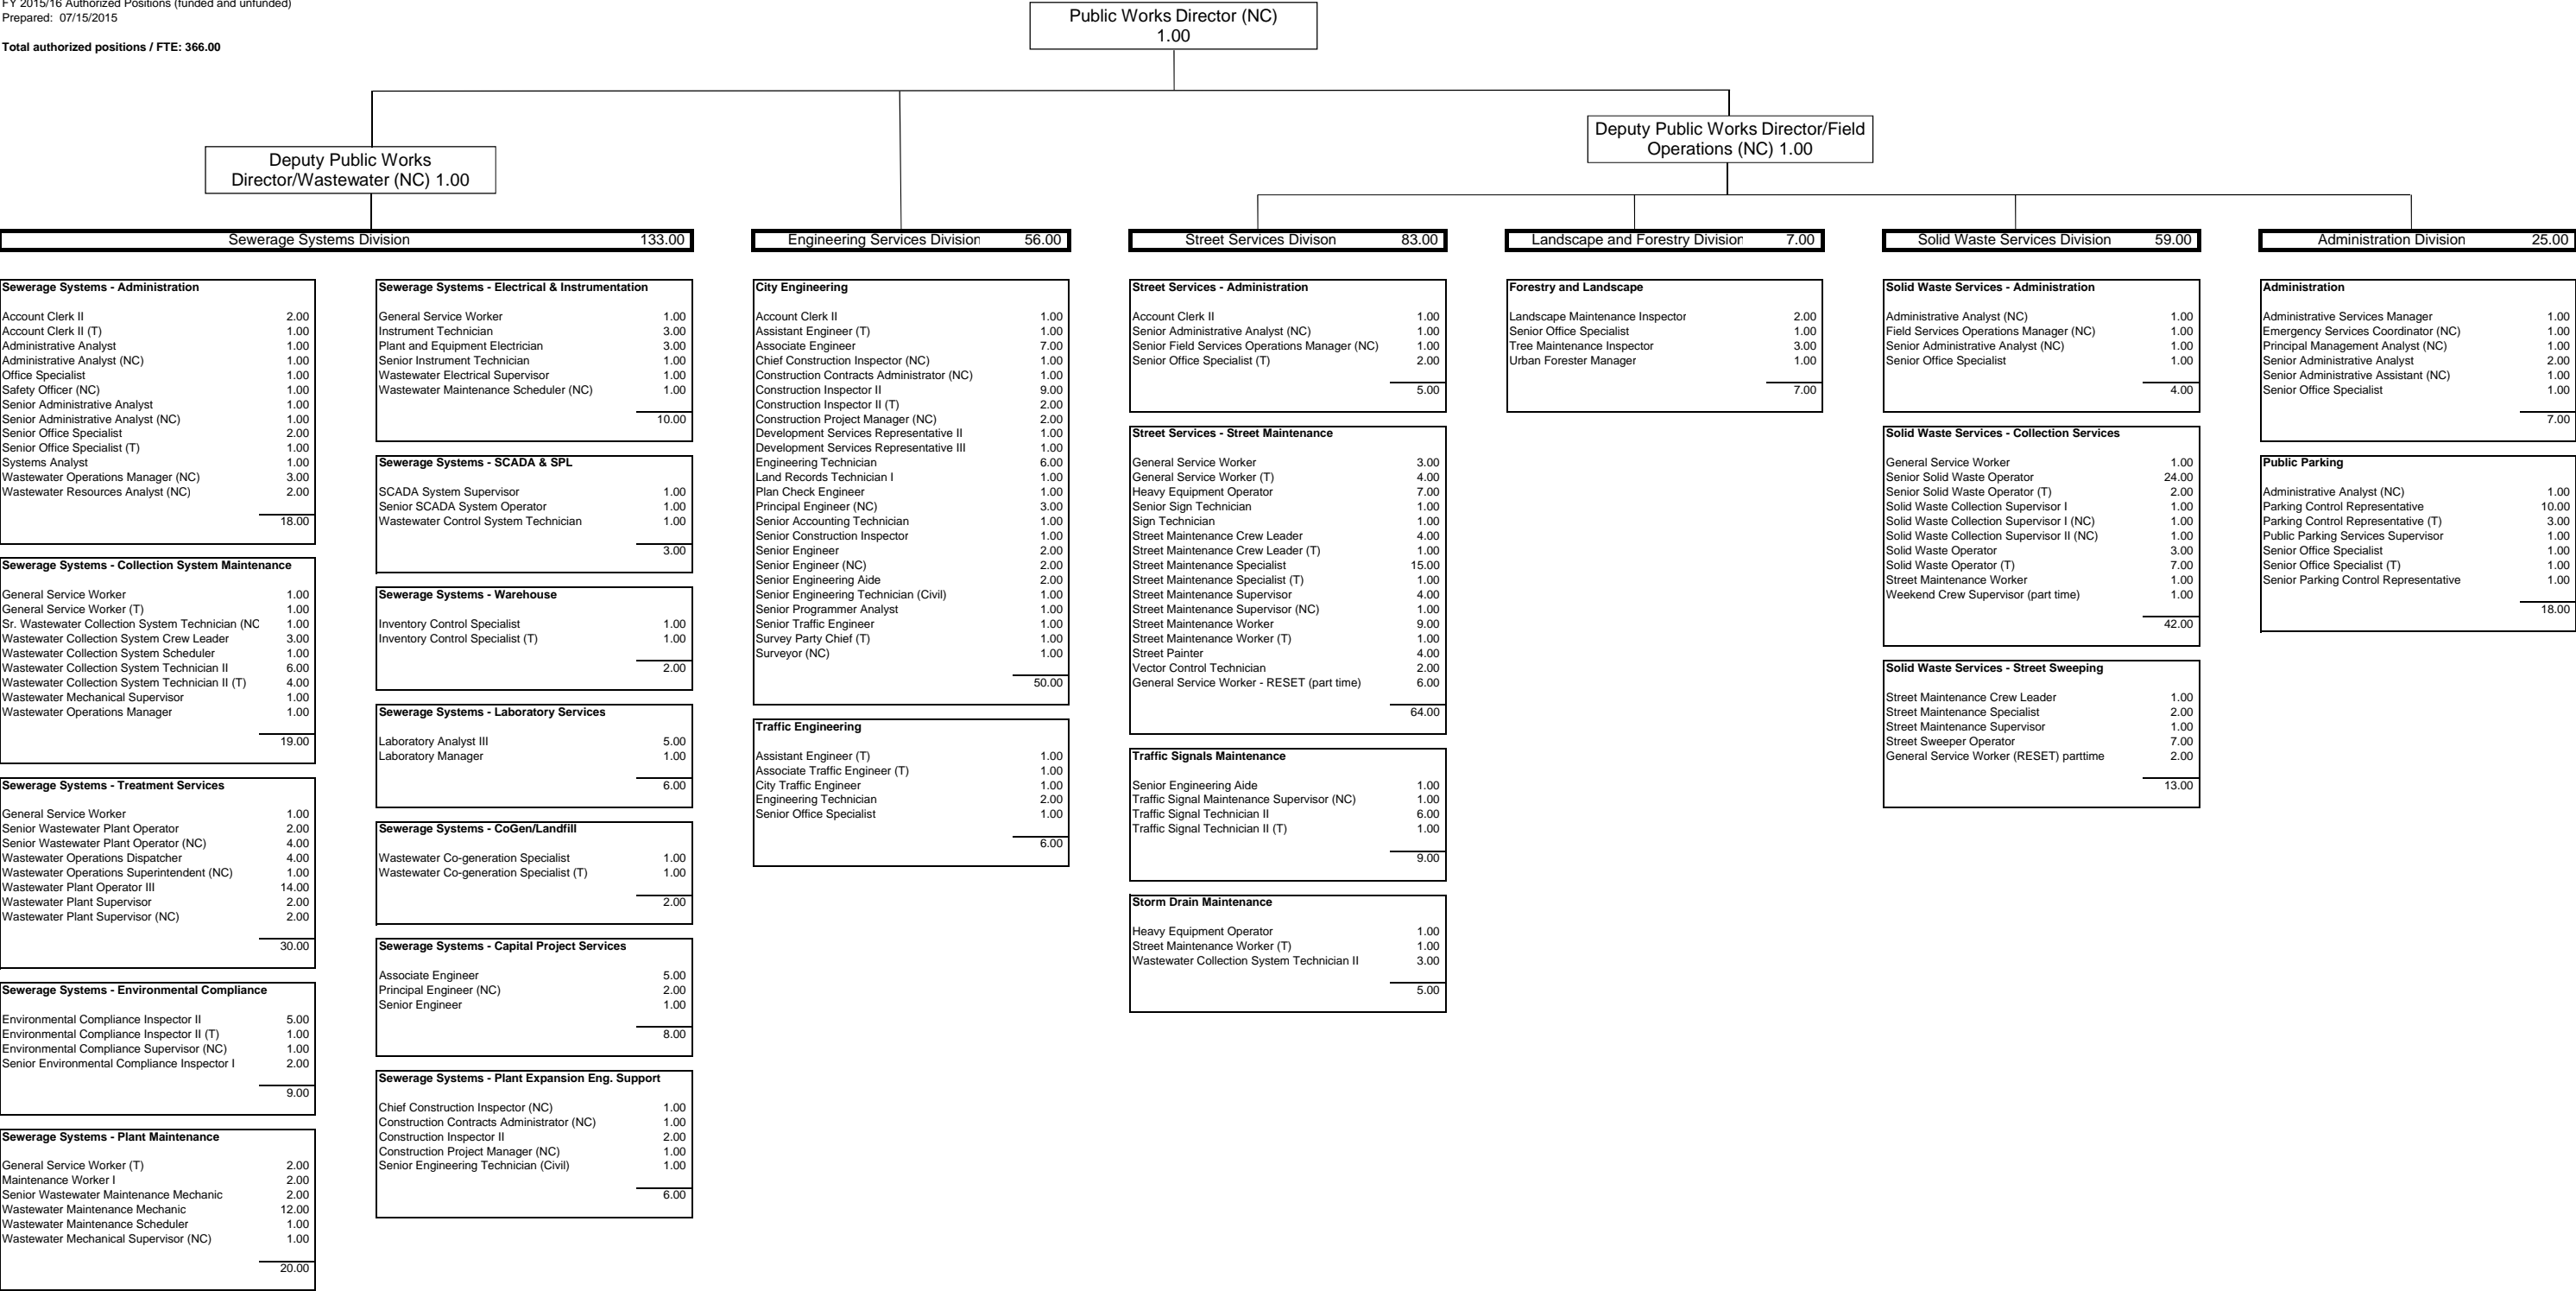 FY 2015/16 Authorized Positions (funded and unfunded)
Prepared: 07/15/2015
Total authorized positions / FTE: 366.00
Public Works Director (NC)
1.00
Deputy Public Works
Director/Wastewater (NC) 1.00
Deputy Public Works Director/Field
Operations (NC) 1.00
Sewerage Systems Division 133.00
Sewerage Systems - Administration
Account Clerk II 2.00
Account Clerk II (T) 1.00
Administrative Analyst 1.00
Administrative Analyst (NC) 1.00
Office Specialist 1.00
Safety Officer (NC) 1.00
Senior Administrative Analyst 1.00
Senior Administrative Analyst (NC) 1.00
Senior Office Specialist 2.00
Senior Office Specialist (T) 1.00
Systems Analyst 1.00
Wastewater Operations Manager (NC) 3.00
Wastewater Resources Analyst (NC) 2.00
18.00
Sewerage Systems - Collection System Maintenance
General Service Worker 1.00
General Service Worker (T) 1.00
Sr. Wastewater Collection System Technician (NC 1.00
Wastewater Collection System Crew Leader 3.00
Wastewater Collection System Scheduler 1.00
Wastewater Collection System Technician II 6.00
Wastewater Collection System Technician II (T) 4.00
Wastewater Mechanical Supervisor 1.00
Wastewater Operations Manager 1.00
19.00
Sewerage Systems - Treatment Services
General Service Worker 1.00
Senior Wastewater Plant Operator 2.00
Senior Wastewater Plant Operator (NC) 4.00
Wastewater Operations Dispatcher 4.00
Wastewater Operations Superintendent (NC) 1.00
Wastewater Plant Operator III 14.00
Wastewater Plant Supervisor 2.00
Wastewater Plant Supervisor (NC) 2.00
30.00
Sewerage Systems - Environmental Compliance
Environmental Compliance Inspector II 5.00
Environmental Compliance Inspector II (T) 1.00
Environmental Compliance Supervisor (NC) 1.00
Senior Environmental Compliance Inspector I 2.00
9.00
Sewerage Systems - Plant Maintenance
General Service Worker (T) 2.00
Maintenance Worker I 2.00
Senior Wastewater Maintenance Mechanic 2.00
Wastewater Maintenance Mechanic 12.00
Wastewater Maintenance Scheduler 1.00
Wastewater Mechanical Supervisor (NC) 1.00
20.00
Sewerage Systems - Electrical & Instrumentation
General Service Worker 1.00
Instrument Technician 3.00
Plant and Equipment Electrician 3.00
Senior Instrument Technician 1.00
Wastewater Electrical Supervisor 1.00
Wastewater Maintenance Scheduler (NC) 1.00
10.00
Sewerage Systems - SCADA & SPL
SCADA System Supervisor 1.00
Senior SCADA System Operator 1.00
Wastewater Control System Technician 1.00
3.00
Sewerage Systems - Warehouse
Inventory Control Specialist 1.00
Inventory Control Specialist (T) 1.00
2.00
Sewerage Systems - Laboratory Services
Laboratory Analyst III 5.00
Laboratory Manager 1.00
6.00
Sewerage Systems - CoGen/Landfill
Wastewater Co-generation Specialist 1.00
Wastewater Co-generation Specialist (T) 1.00
2.00
Sewerage Systems - Capital Project Services
Associate Engineer 5.00
Principal Engineer (NC) 2.00
Senior Engineer 1.00
8.00
Sewerage Systems - Plant Expansion Eng. Support
Chief Construction Inspector (NC) 1.00
Construction Contracts Administrator (NC) 1.00
Construction Inspector II 2.00
Construction Project Manager (NC) 1.00
Senior Engineering Technician (Civil) 1.00
6.00
Engineering Services Division 56.00
City Engineering
Account Clerk II 1.00
Assistant Engineer (T) 1.00
Associate Engineer 7.00
Chief Construction Inspector (NC) 1.00
Construction Contracts Administrator (NC) 1.00
Construction Inspector II 9.00
Construction Inspector II (T) 2.00
Construction Project Manager (NC) 2.00
Development Services Representative II 1.00
Development Services Representative III 1.00
Engineering Technician 6.00
Land Records Technician I 1.00
Plan Check Engineer 1.00
Principal Engineer (NC) 3.00
Senior Accounting Technician 1.00
Senior Construction Inspector 1.00
Senior Engineer 2.00
Senior Engineer (NC) 2.00
Senior Engineering Aide 2.00
Senior Engineering Technician (Civil) 1.00
Senior Programmer Analyst 1.00
Senior Traffic Engineer 1.00
Survey Party Chief (T) 1.00
Surveyor (NC) 1.00
50.00
Traffic Engineering
Assistant Engineer (T) 1.00
Associate Traffic Engineer (T) 1.00
City Traffic Engineer 1.00
Engineering Technician 2.00
Senior Office Specialist 1.00
6.00
Street Services Divison 83.00
Street Services - Administration
Account Clerk II 1.00
Senior Administrative Analyst (NC) 1.00
Senior Field Services Operations Manager (NC) 1.00
Senior Office Specialist (T) 2.00
5.00
Street Services - Street Maintenance
General Service Worker 3.00
General Service Worker (T) 4.00
Heavy Equipment Operator 7.00
Senior Sign Technician 1.00
Sign Technician 1.00
Street Maintenance Crew Leader 4.00
Street Maintenance Crew Leader (T) 1.00
Street Maintenance Specialist 15.00
Street Maintenance Specialist (T) 1.00
Street Maintenance Supervisor 4.00
Street Maintenance Supervisor (NC) 1.00
Street Maintenance Worker 9.00
Street Maintenance Worker (T) 1.00
Street Painter 4.00
Vector Control Technician 2.00
General Service Worker - RESET (part time) 6.00
64.00
Traffic Signals Maintenance
Senior Engineering Aide 1.00
Traffic Signal Maintenance Supervisor (NC) 1.00
Traffic Signal Technician II 6.00
Traffic Signal Technician II (T) 1.00
9.00
Storm Drain Maintenance
Heavy Equipment Operator 1.00
Street Maintenance Worker (T) 1.00
Wastewater Collection System Technician II 3.00
5.00
Landscape and Forestry Division 7.00
Forestry and Landscape
Landscape Maintenance Inspector 2.00
Senior Office Specialist 1.00
Tree Maintenance Inspector 3.00
Urban Forester Manager 1.00
7.00
Solid Waste Services Division 59.00
Solid Waste Services - Administration
Administrative Analyst (NC) 1.00
Field Services Operations Manager (NC) 1.00
Senior Administrative Analyst (NC) 1.00
Senior Office Specialist 1.00
4.00
Solid Waste Services - Collection Services
General Service Worker 1.00
Senior Solid Waste Operator 24.00
Senior Solid Waste Operator (T) 2.00
Solid Waste Collection Supervisor I 1.00
Solid Waste Collection Supervisor I (NC) 1.00
Solid Waste Collection Supervisor II (NC) 1.00
Solid Waste Operator 3.00
Solid Waste Operator (T) 7.00
Street Maintenance Worker 1.00
Weekend Crew Supervisor (part time) 1.00
42.00
Solid Waste Services - Street Sweeping
Street Maintenance Crew Leader 1.00
Street Maintenance Specialist 2.00
Street Maintenance Supervisor 1.00
Street Sweeper Operator 7.00
General Service Worker (RESET) parttime 2.00
13.00
Administration Division 25.00
Administration
Administrative Services Manager 1.00
Emergency Services Coordinator (NC) 1.00
Principal Management Analyst (NC) 1.00
Senior Administrative Analyst 2.00
Senior Administrative Assistant (NC) 1.00
Senior Office Specialist 1.00
7.00
Public Parking
Administrative Analyst (NC) 1.00
Parking Control Representative 10.00
Parking Control Representative (T) 3.00
Public Parking Services Supervisor 1.00
Senior Office Specialist 1.00
Senior Office Specialist (T) 1.00
Senior Parking Control Representative 1.00
18.00